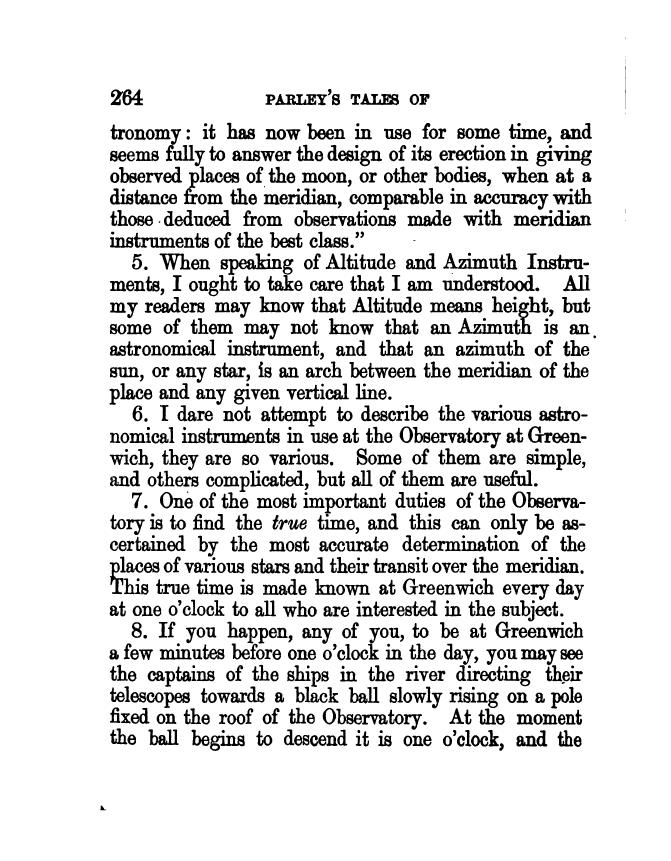 264 PARLEY'S TALES OF
tronomy: it has now been in use for some time, and
seems fully to answer the design of its erection in giving
observed places of the moon, or other bodies, when at a
distance from the meridian, comparable in accuracy with
those deduced from observations made with meridian
instruments of the best class.”
5. When speaking of Altitude and Azimuth Instru-
ments, I ought to take care that I am understood. All
my readers may know that Altitude means height, but
some of them may not know that an Azimuth is an
astronomical instrument, and that an azimuth of the
sun, or any star, is an arch between the meridian of the
place and any given vertical line.
6. I dare not attempt to describe the various astro-
nomical instruments in use at the Observatory at Green-
wich, they are so various. Some of them are simple,
and others complicated, but all of them are useful.
7. One of the most important duties of the Observa-
tory is to find the true time, and this can only be as-
certained by the most accurate determination of the
places of various stars and their transit over the meridian.
This true time is made known at Greenwich every day
at one o'clock to all who are interested in the subject.
8. If you happen, any of you, to be at Greenwich
a few minutes before one o'clock in the day, you may see
the captains of the ships in the river directing their
telescopes towards a black ball slowly rising on a pole
fixed on the roof of the Observatory. At the moment
the ball begins to descend it is one o'clock, and the